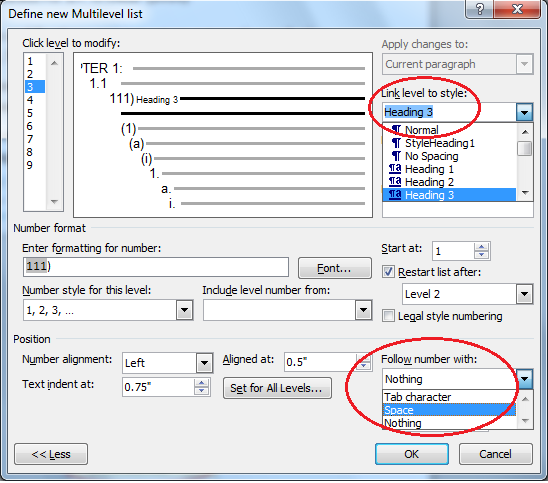 Define new Multilevel list
Click level to modify:
Apply changes to:
1
2
3
4
5
6
7
8
9
'TER 1:
1.1
111) Heading 3
(1)
(a)
(i)
1.
a.
i.
Current paragraph
Link level to style:
Heading 3
Normal
StyleHeading1
No Spacing
Heading 1
Heading 2
Heading 3
Number format
Enter formatting for number:
111)
Font...
Start at:
1
Restart list after:
Level 2
Number style for this level:
Include level number from:
1, 2, 3, ...
Legal style numbering
Position
Number alignment:
Left
Aligned at:
0.5"
Follow number with:
Nothing
Text indent at:
0.75"
Set for All Levels...
Tab character
Space
Nothing
<< Less
OK
Cancel